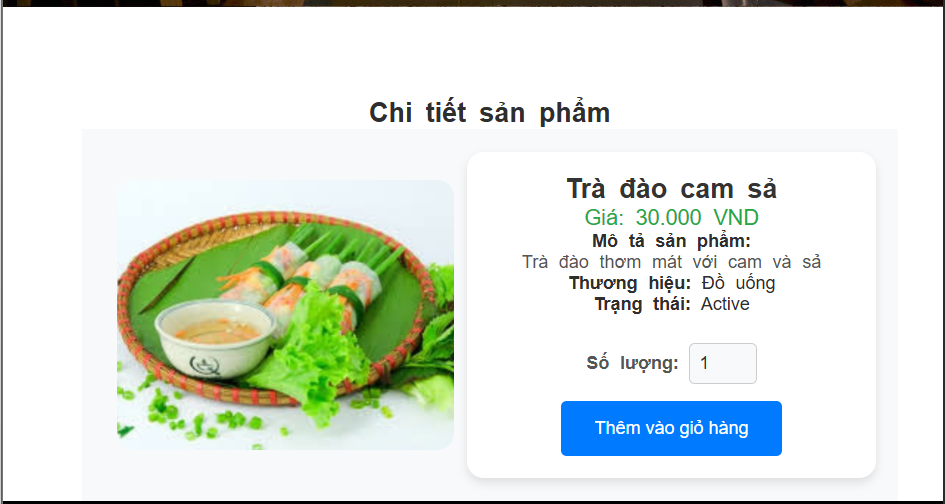 Chi tiết sản phẩm
Trà đào cam sả
Giá: 30.000 VND
Mô tả sản phẩm:
Trà đào thơm mát với cam và sả
Thương hiệu: Đồ uống
Trạng thái: Active
Số lượng: 1
Thêm vào giỏ hàng